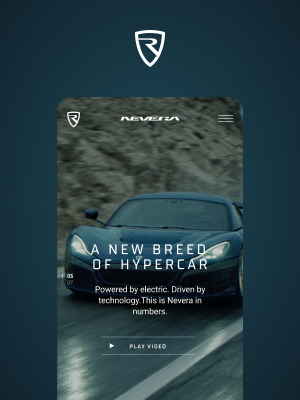 NEVERA
A NEW BREED
OF HYPERCAR
05
07
Powered by electric. Driven by
technology.This is Nevera in
numbers.
PLAY VIDEO